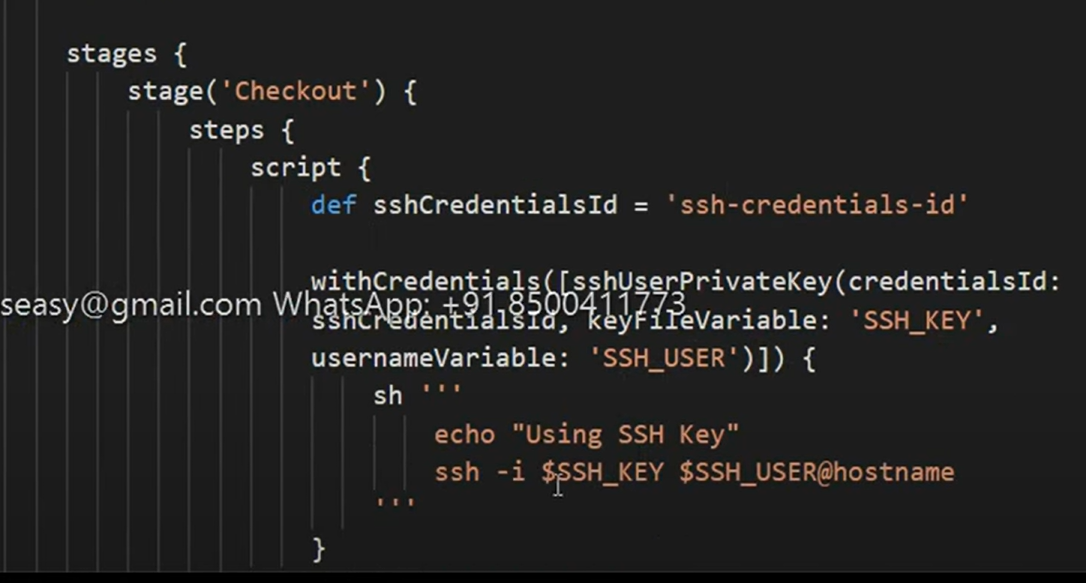 stages {
stage('Checkout') {
steps {
script {
def sshCredentialsId = 'ssh-credentials-id'
withCredentials([sshUserPrivateKey(credentialsId:
seasy@gmail.com WhatsApp: +91 8500411773
sshCredentialsId, keyFileVariable: 'SSH_KEY',
usernameVariable: 'SSH_USER')]) {
sh '''
echo "Using SSH Key"
ssh -i $SSH_KEY $SSH_USER@hostname
'''
}